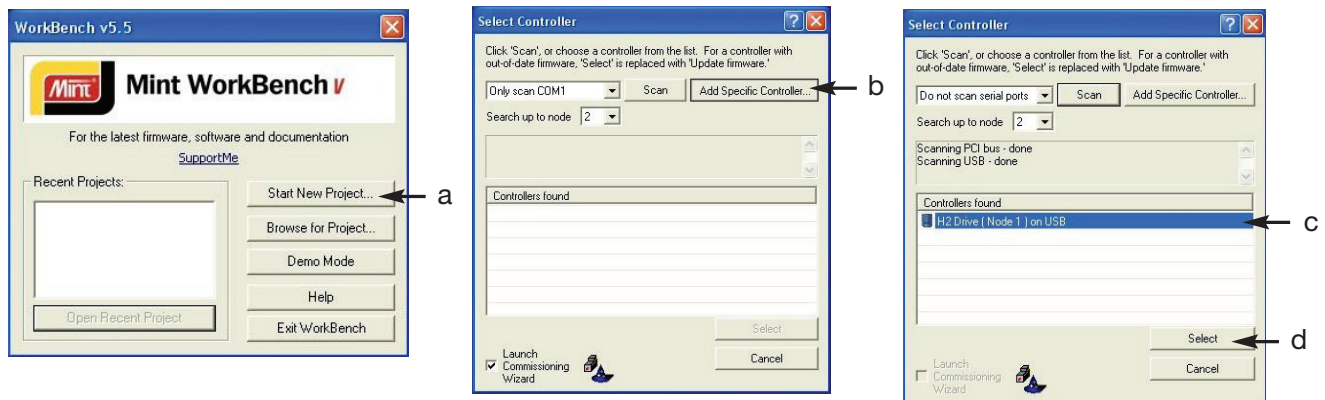 WorkBench v5.5
Mint
Mint WorkBench V
For the latest firmware, software and documentation
SupportMe
Recent Projects:
Open Recent Project
Start New Project...
Browse for Project...
Demo Mode
Help
Exit WorkBench
a
Select Controller
Click 'Scan', or choose a controller from the list. For a controller with
out-of-date firmware, 'Select' is replaced with 'Update firmware.'
Only scan COM1 Scan Add Specific Controller...
b
Search up to node 2
Controllers found
Select
Launch
Commissioning
Wizard
Cancel
Select Controller
Click 'Scan', or choose a controller from the list. For a controller with
out-of-date firmware, 'Select' is replaced with 'Update firmware.'
Do not scan serial ports Scan Add Specific Controller...
Search up to node 2
Scanning PCI bus - done
Scanning USB - done
Controllers found
H2 Drive ( Node 1 ) on USB
c
Select
d
Launch
Commissioning
Wizard
Cancel